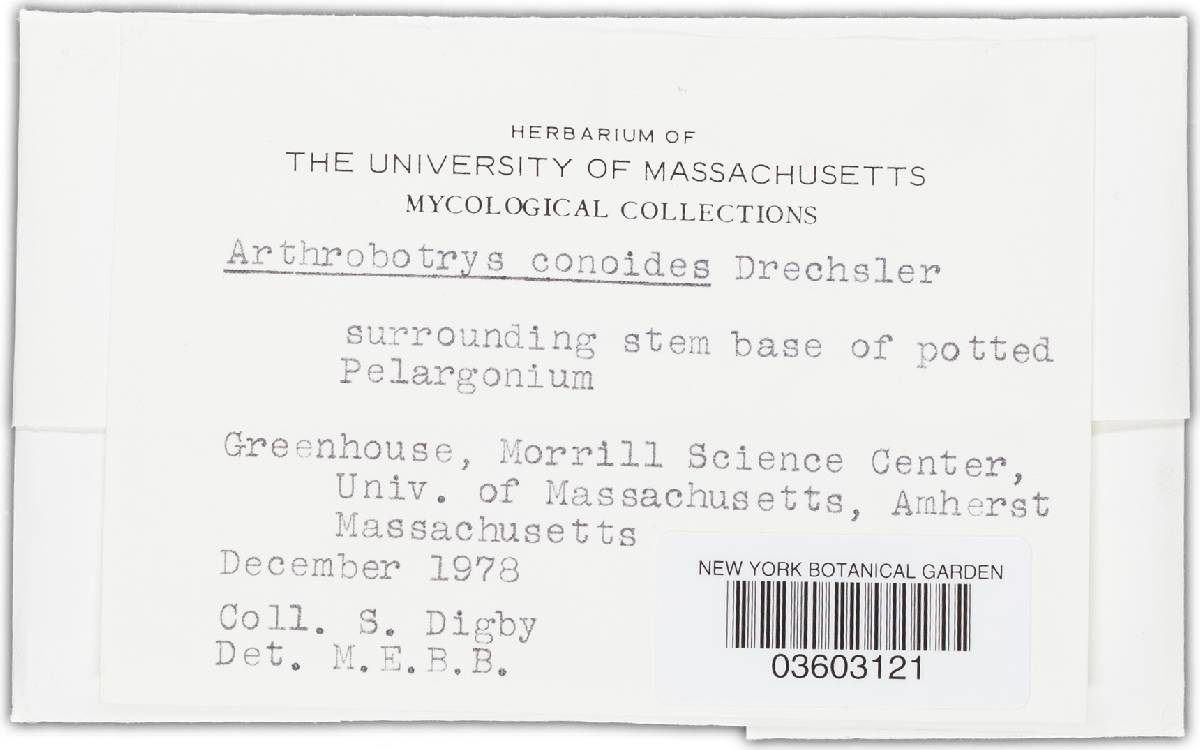 HERBARIUM OF
THE UNIVERSITY OF MASSACHUSETTS
MYCOLOGICAL COLLECTIONS
Arthrobotrys conoides Drechsler
surrounding stem base of potted
Pelargonium
Greenhouse, Morrill Science Center,
Univ. of Massachusetts, Amherst
Massachusetts
December 1978
Coll. S. Digby
Det. M.E.B.B.
NEW YORK BOTANICAL GARDEN
03603121